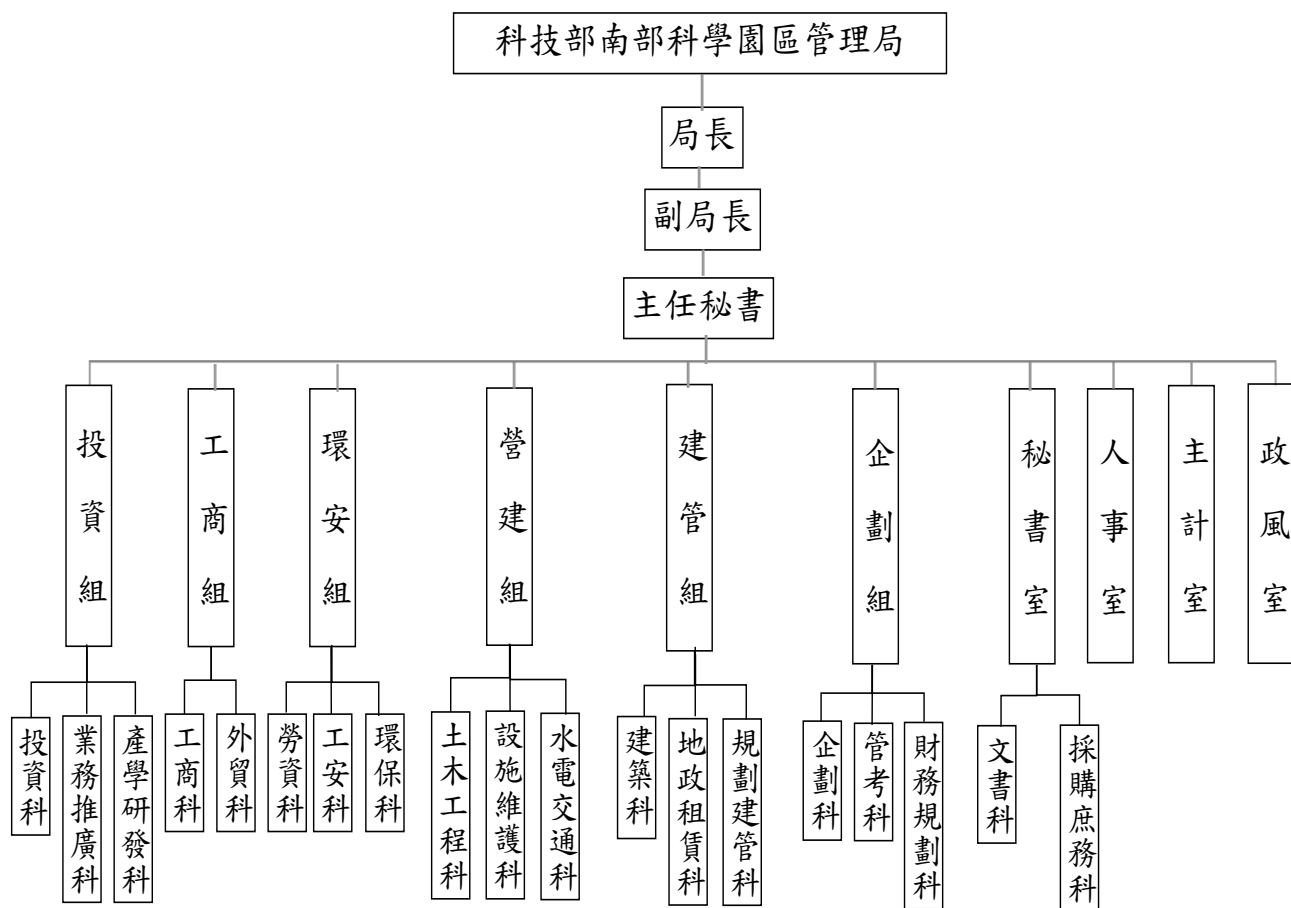 科技部南部科學園區管理局
局長
副局長
主任秘書
投資組
工商組
環安組
營建組
建管組
企劃組
秘書室
人事室
主計室
政風室
投資科
業務推廣科
產學研發科
工商科
外貿科
勞資科
工安科
環保科
土木工程科
設施維護科
水電交通科
建築科
地政租賃科
規劃建管科
企劃科
管考科
財務規劃科
文書科
採購庶務科